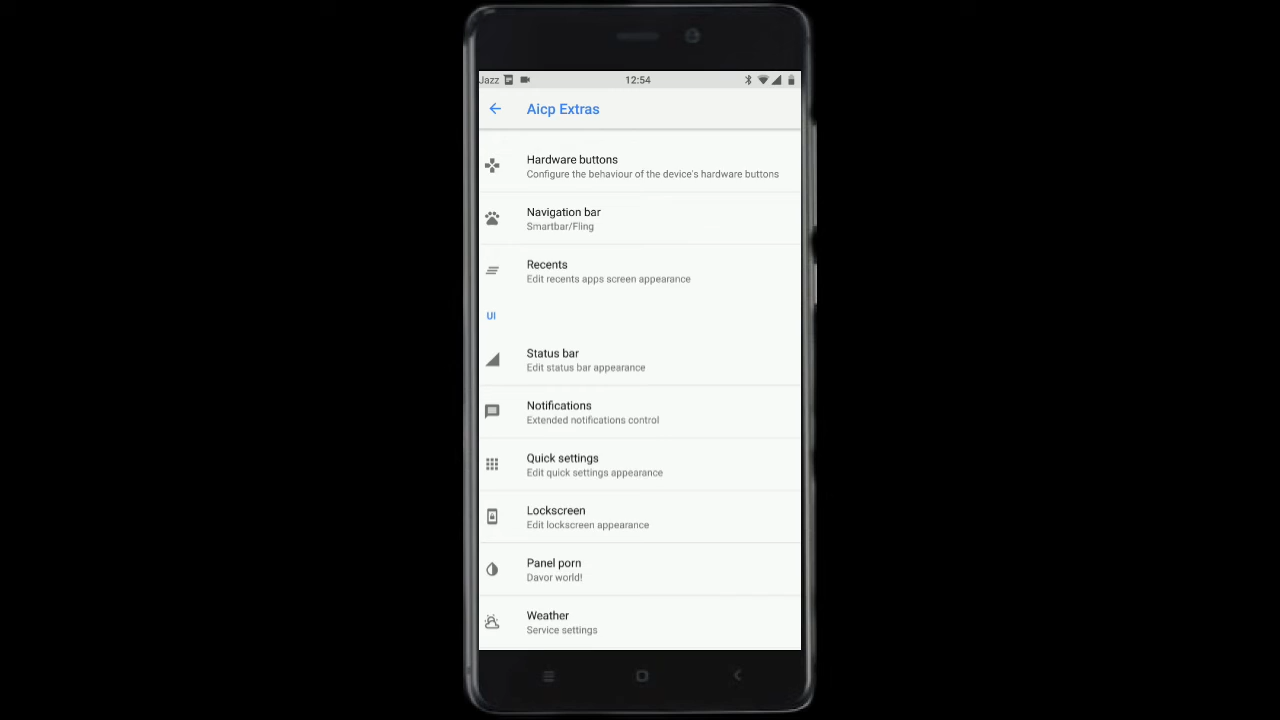 Jazz
12:54
Aicp Extras
Hardware buttons
Configure the behaviour of the device's hardware buttons
Navigation bar
Smartbar/Fling
Recents
Edit recents apps screen appearance
UI
Status bar
Edit status bar appearance
Notifications
Extended notifications control
Quick settings
Edit quick settings appearance
Lockscreen
Edit lockscreen appearance
Panel porn
Davor world!
Weather
Service settings